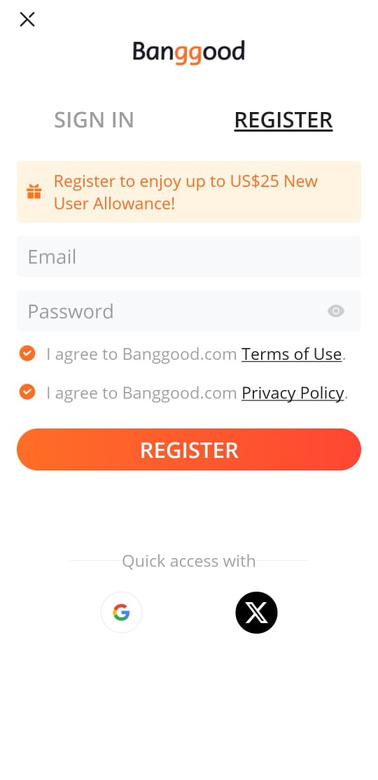 Banggood
SIGN IN
REGISTER
Register to enjoy up to US$25 New
User Allowance!
Email
Password
I agree to Banggood.com Terms of Use.
I agree to Banggood.com Privacy Policy.
REGISTER
Quick access with